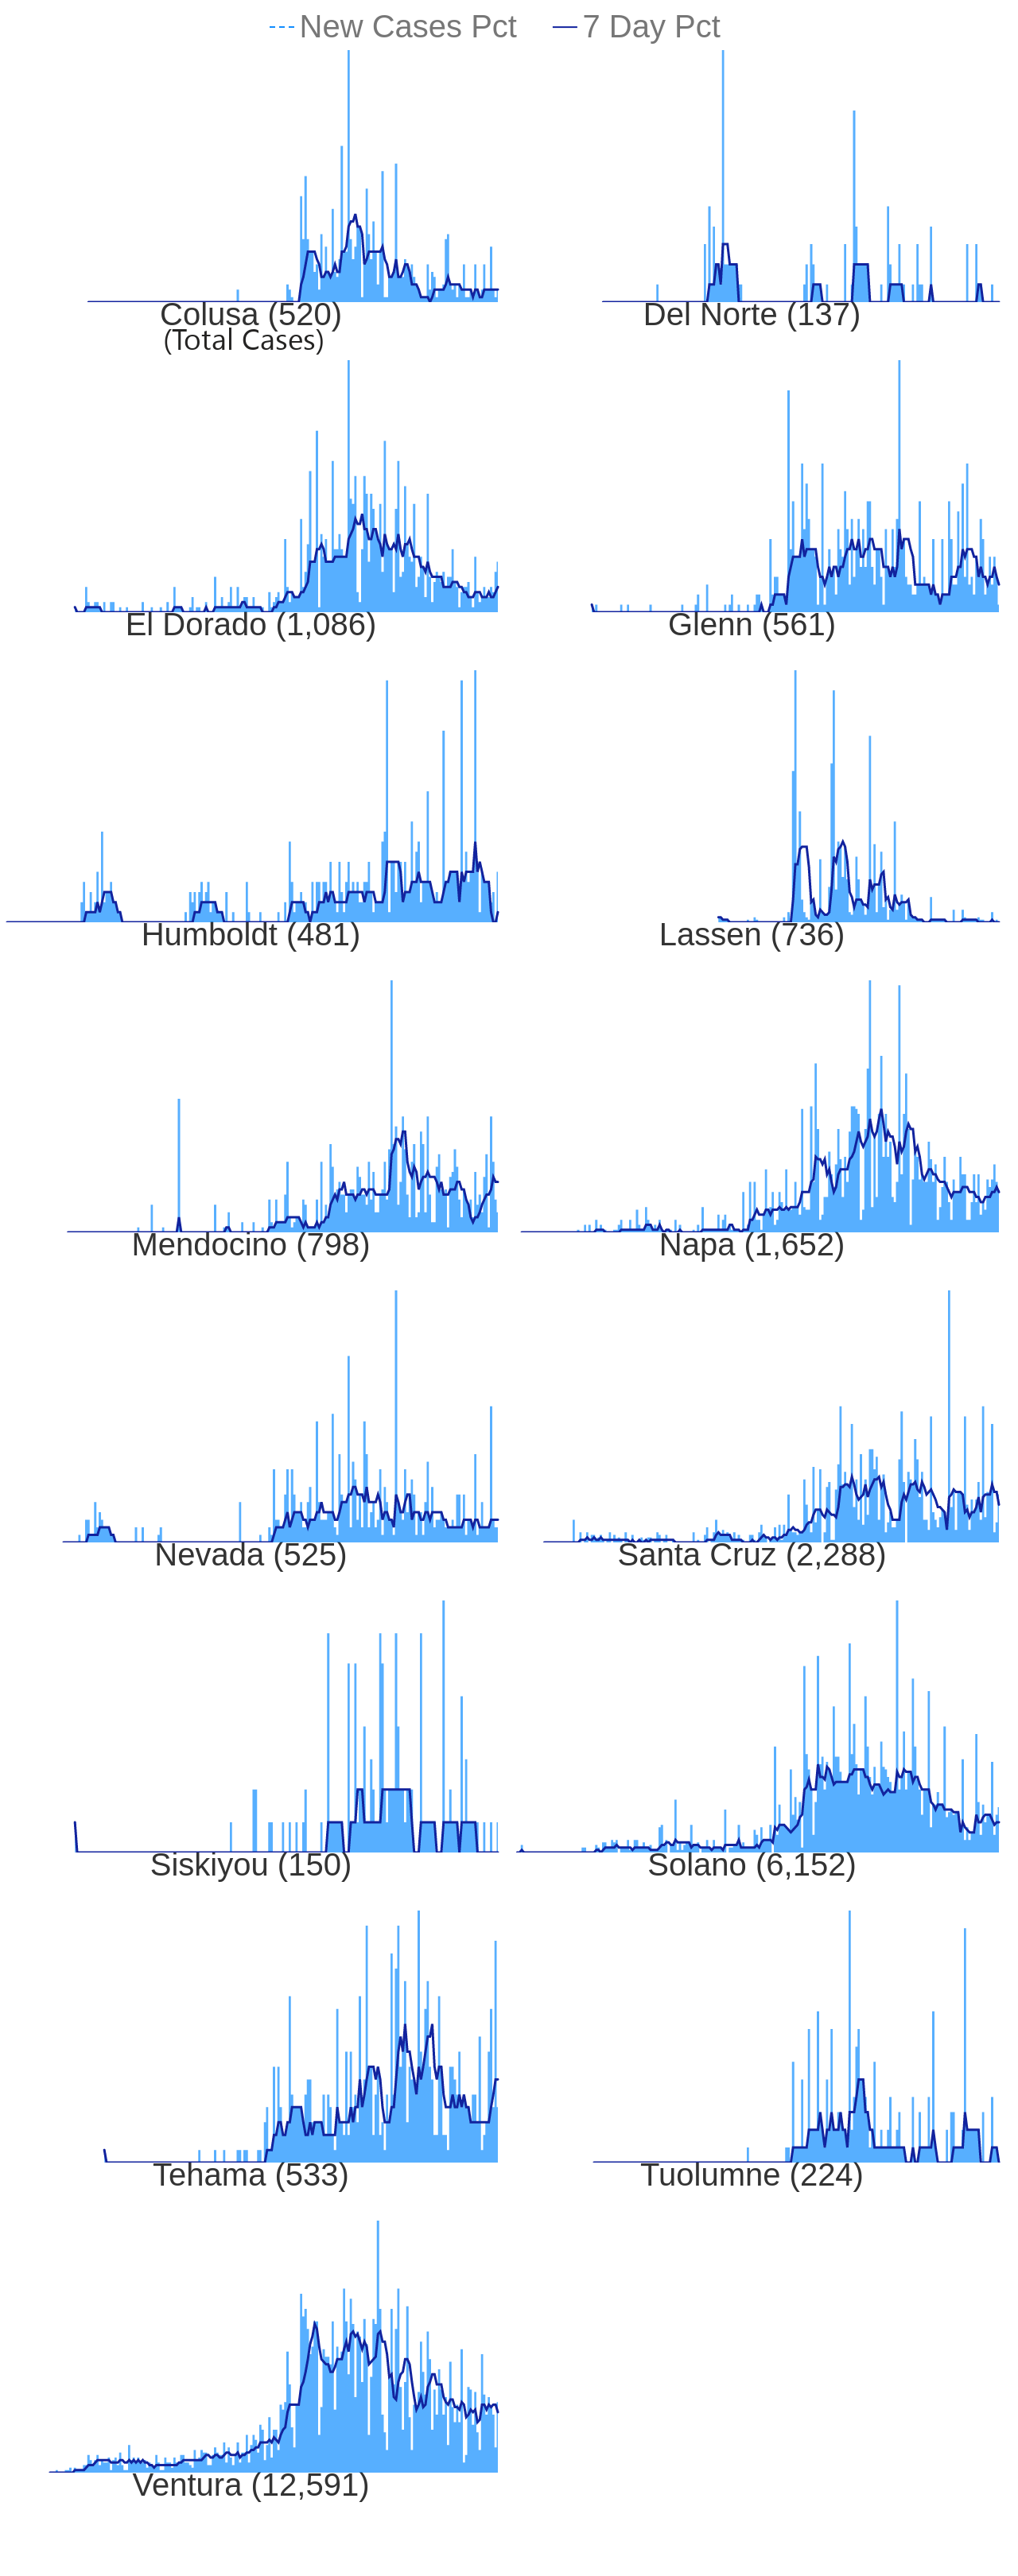 New Cases Pct 7 Day Pct
Colusa (520) Del Norte (137)
(Total Cases)
El Dorado (1,086) Glenn (561)
Humboldt (481) Lassen (736)
Mendocino (798) Napa (1,652)
Nevada (525) Santa Cruz (2,288)
Siskiyou (150) Solano (6,152)
Tehama (533) Tuolumne (224)
Ventura (12,591)